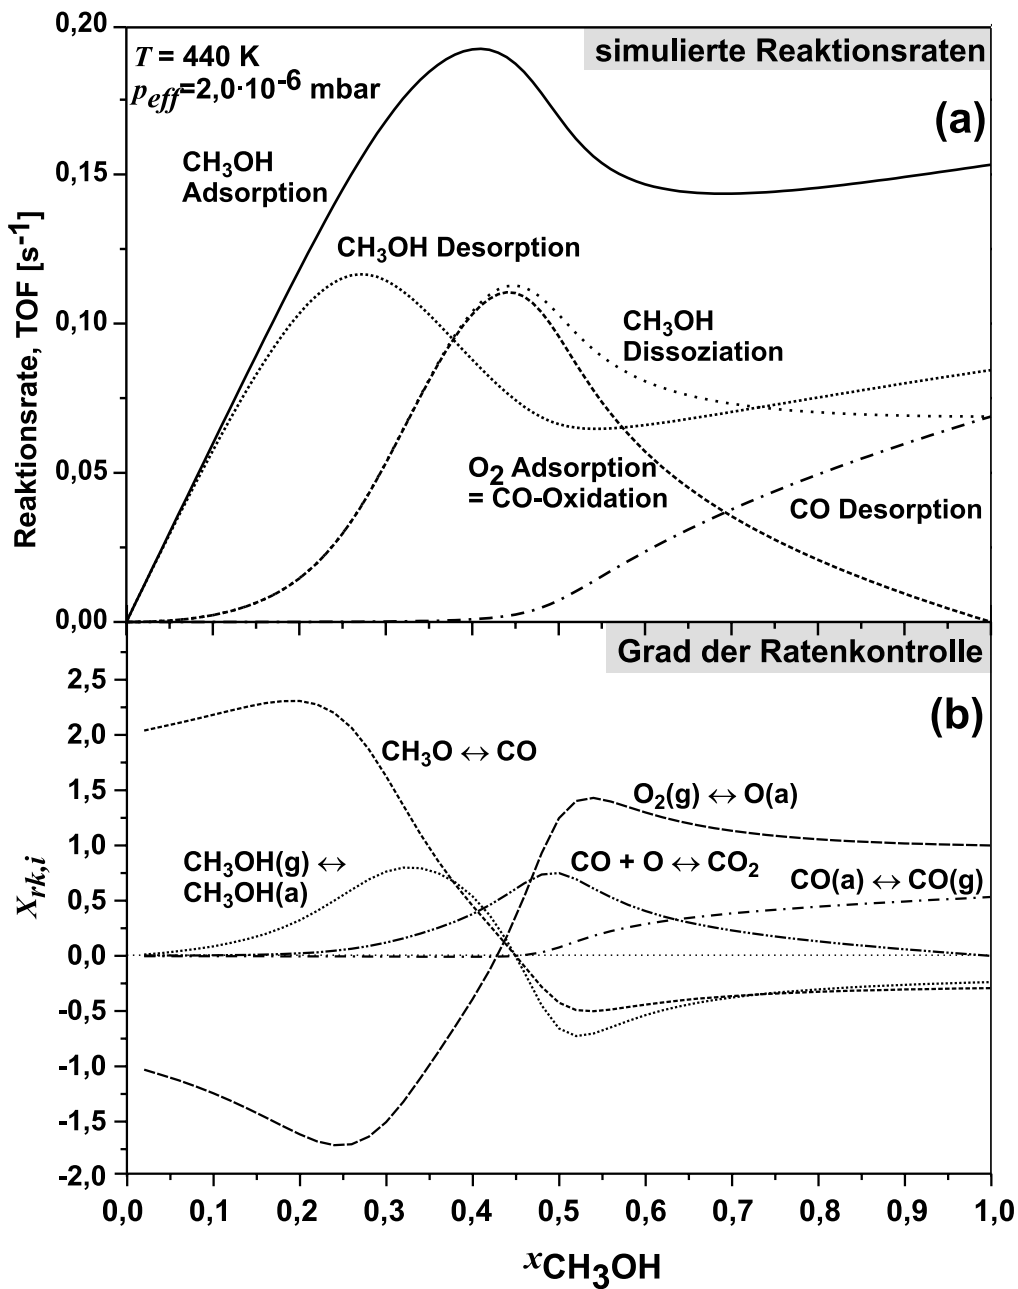 simulierte Reaktionsraten
T = 440 K
p_eff=2,0·10⁻⁶ mbar
(a)
CH₃OH
Adsorption
CH₃OH Desorption
CH₃OH
Dissoziation
O₂ Adsorption
= CO-Oxidation
CO Desorption
Reaktionsrate, TOF [s⁻¹]
0,20
0,15
0,10
0,05
0,00
Grad der Ratenkontrolle
(b)
CH₃O ↔ CO
O₂(g) ↔ O(a)
CH₃OH(g) ↔
CH₃OH(a)
CO + O ↔ CO₂
CO(a) ↔ CO(g)
X_rk,i
2,5
2,0
1,5
1,0
0,5
0,0
-0,5
-1,0
-1,5
-2,0
0,0 0,1 0,2 0,3 0,4 0,5 0,6 0,7 0,8 0,9 1,0
xCH₃OH